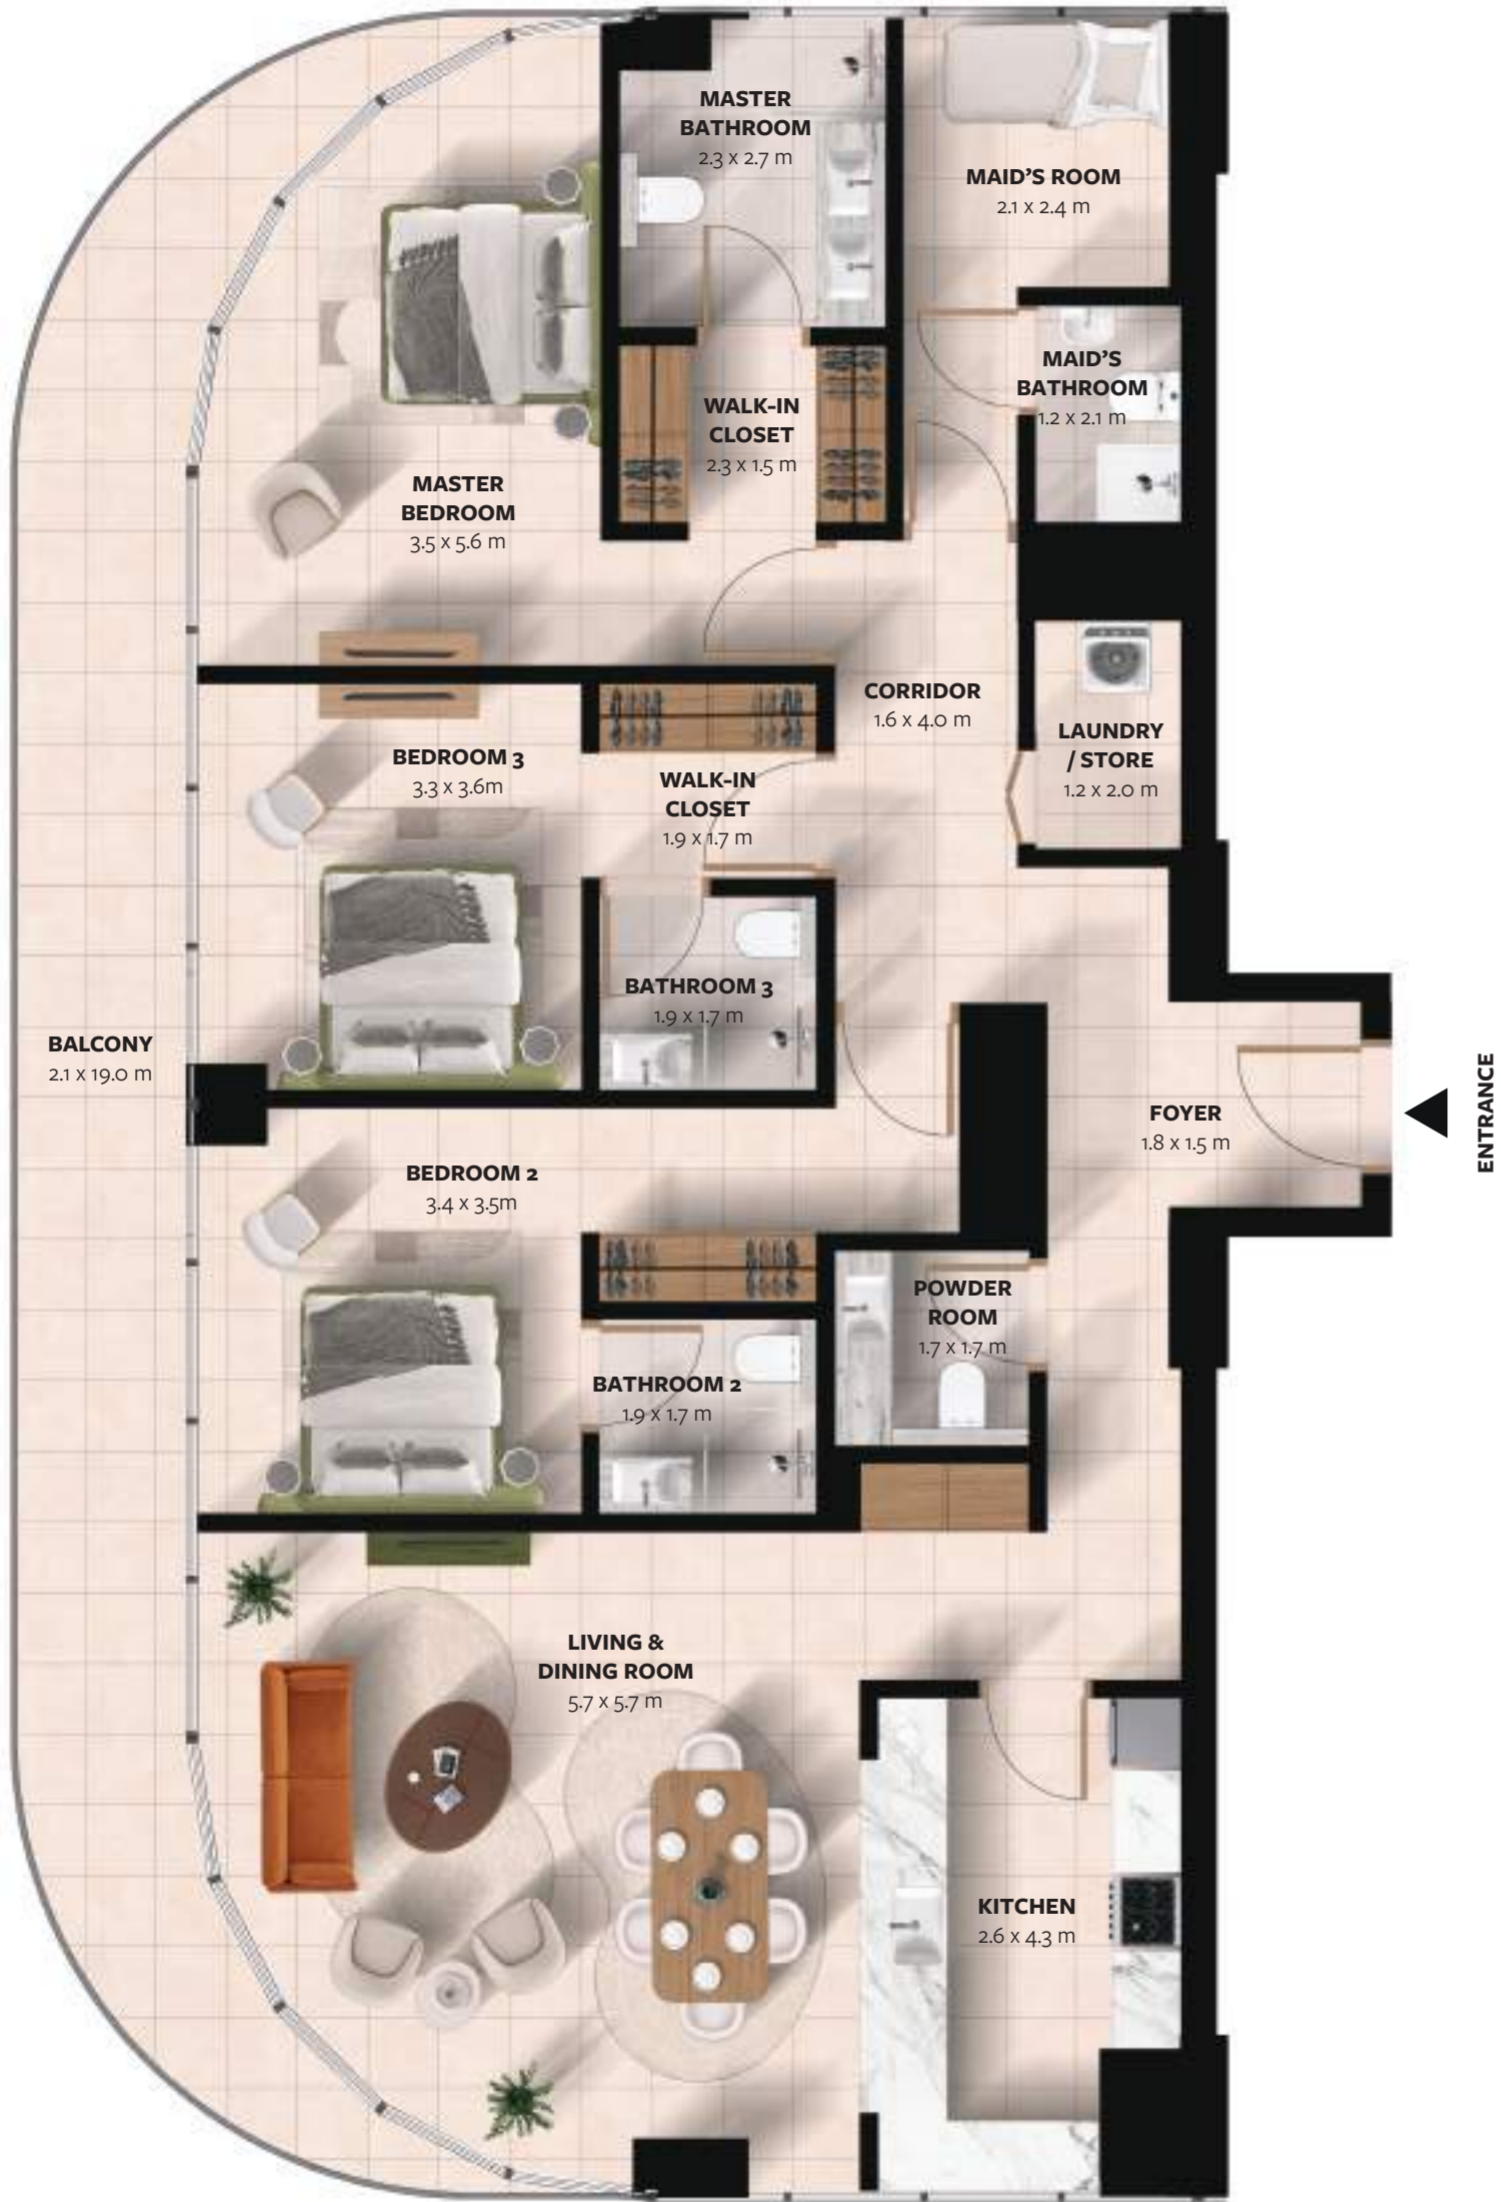 MASTER
BATHROOM
2.3 x 2.7 m
MAID'S ROOM
2.1 x 2.4 m
MAID'S
BATHROOM
1.2 x 2.1 m
WALK-IN
CLOSET
2.3 x 1.5 m
MASTER
BEDROOM
3.5 x 5.6 m
CORRIDOR
1.6 x 4.0 m
LAUNDRY
/ STORE
1.2 x 2.0 m
BEDROOM 3
3.3 x 3.6m
WALK-IN
CLOSET
1.9 x 1.7 m
BATHROOM 3
1.9 x 1.7 m
BALCONY
2.1 x 19.0 m
FOYER
1.8 x 1.5 m
ENTRANCE
BEDROOM 2
3.4 x 3.5m
POWDER
ROOM
1.7 x 1.7 m
BATHROOM 2
1.9 x 1.7 m
LIVING &
DINING ROOM
5.7 x 5.7 m
KITCHEN
2.6 x 4.3 m